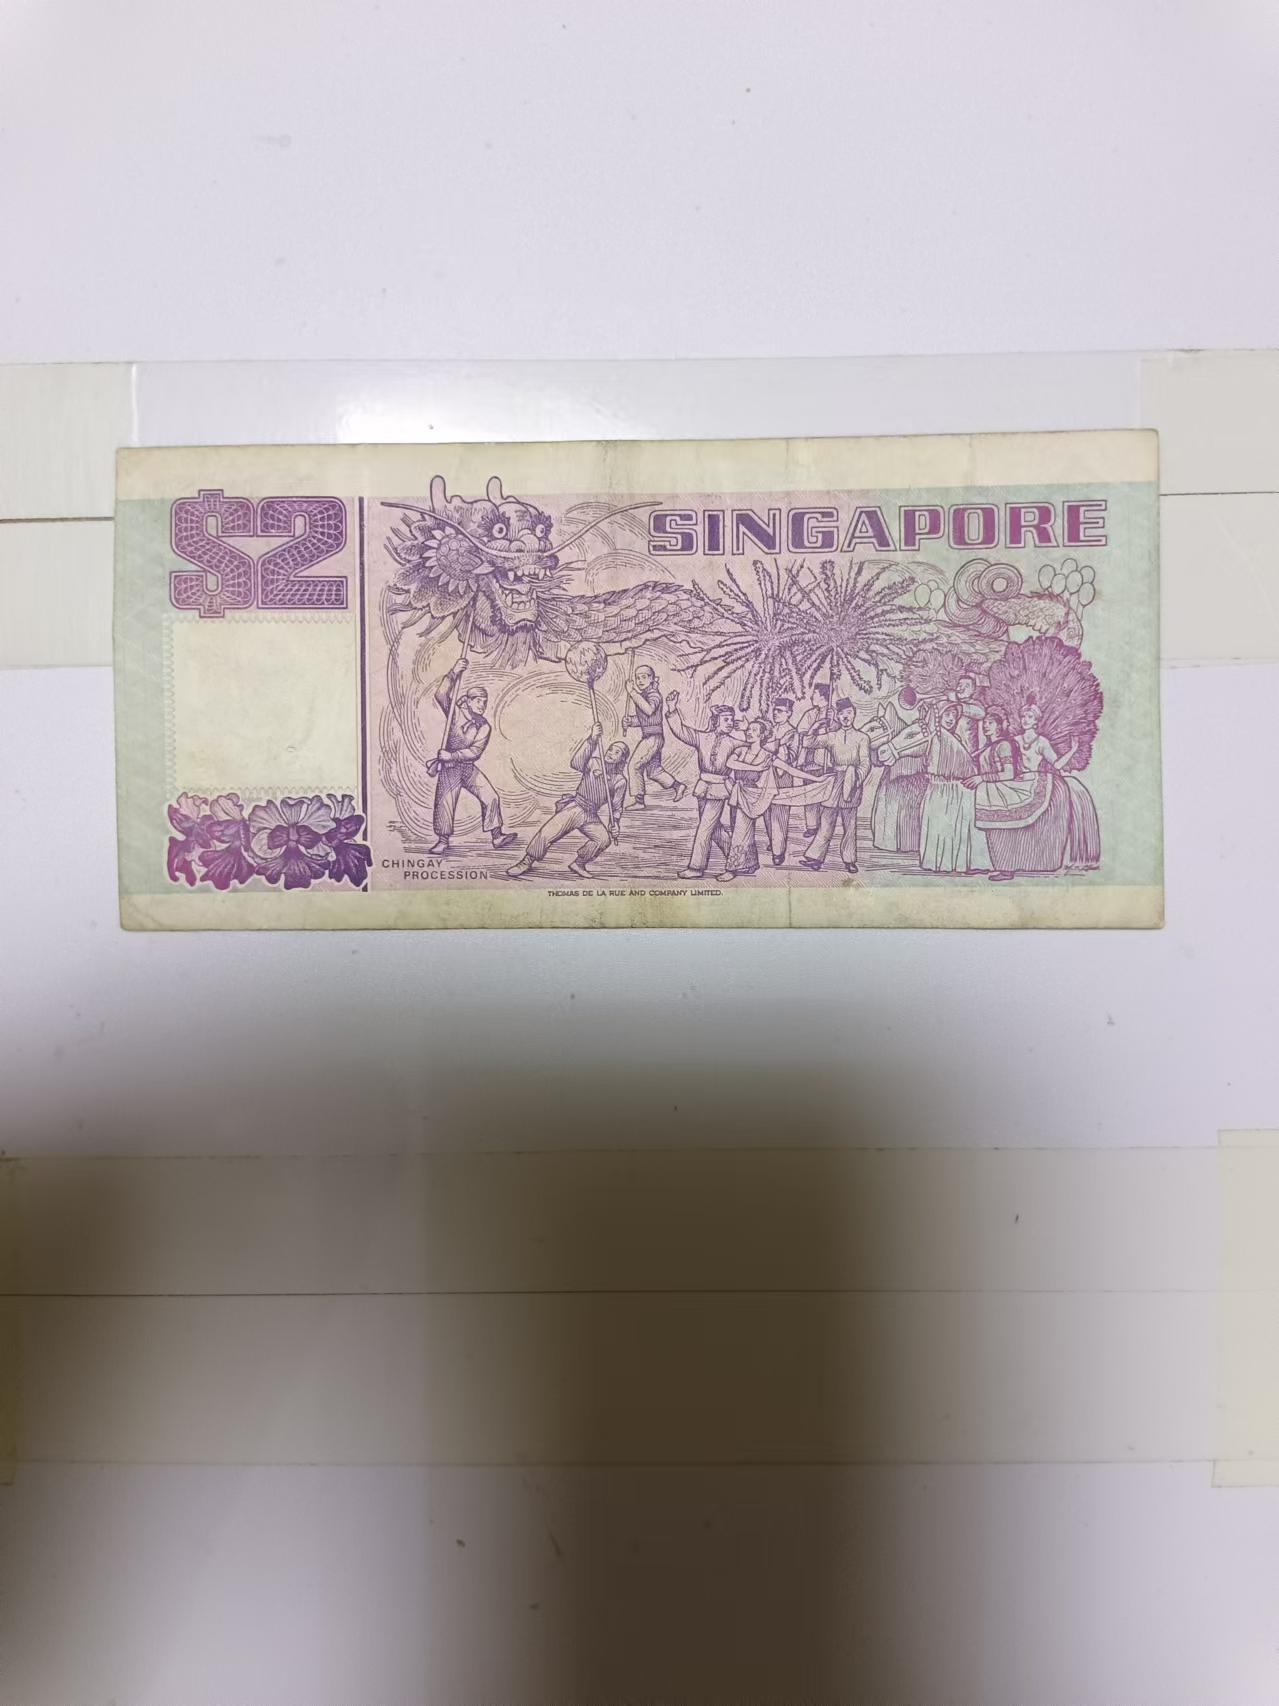 $2
SINGAPORE
CHINGAY
PROCESSION
THOMAS DE LA RUE AND COMPANY LIMITED.